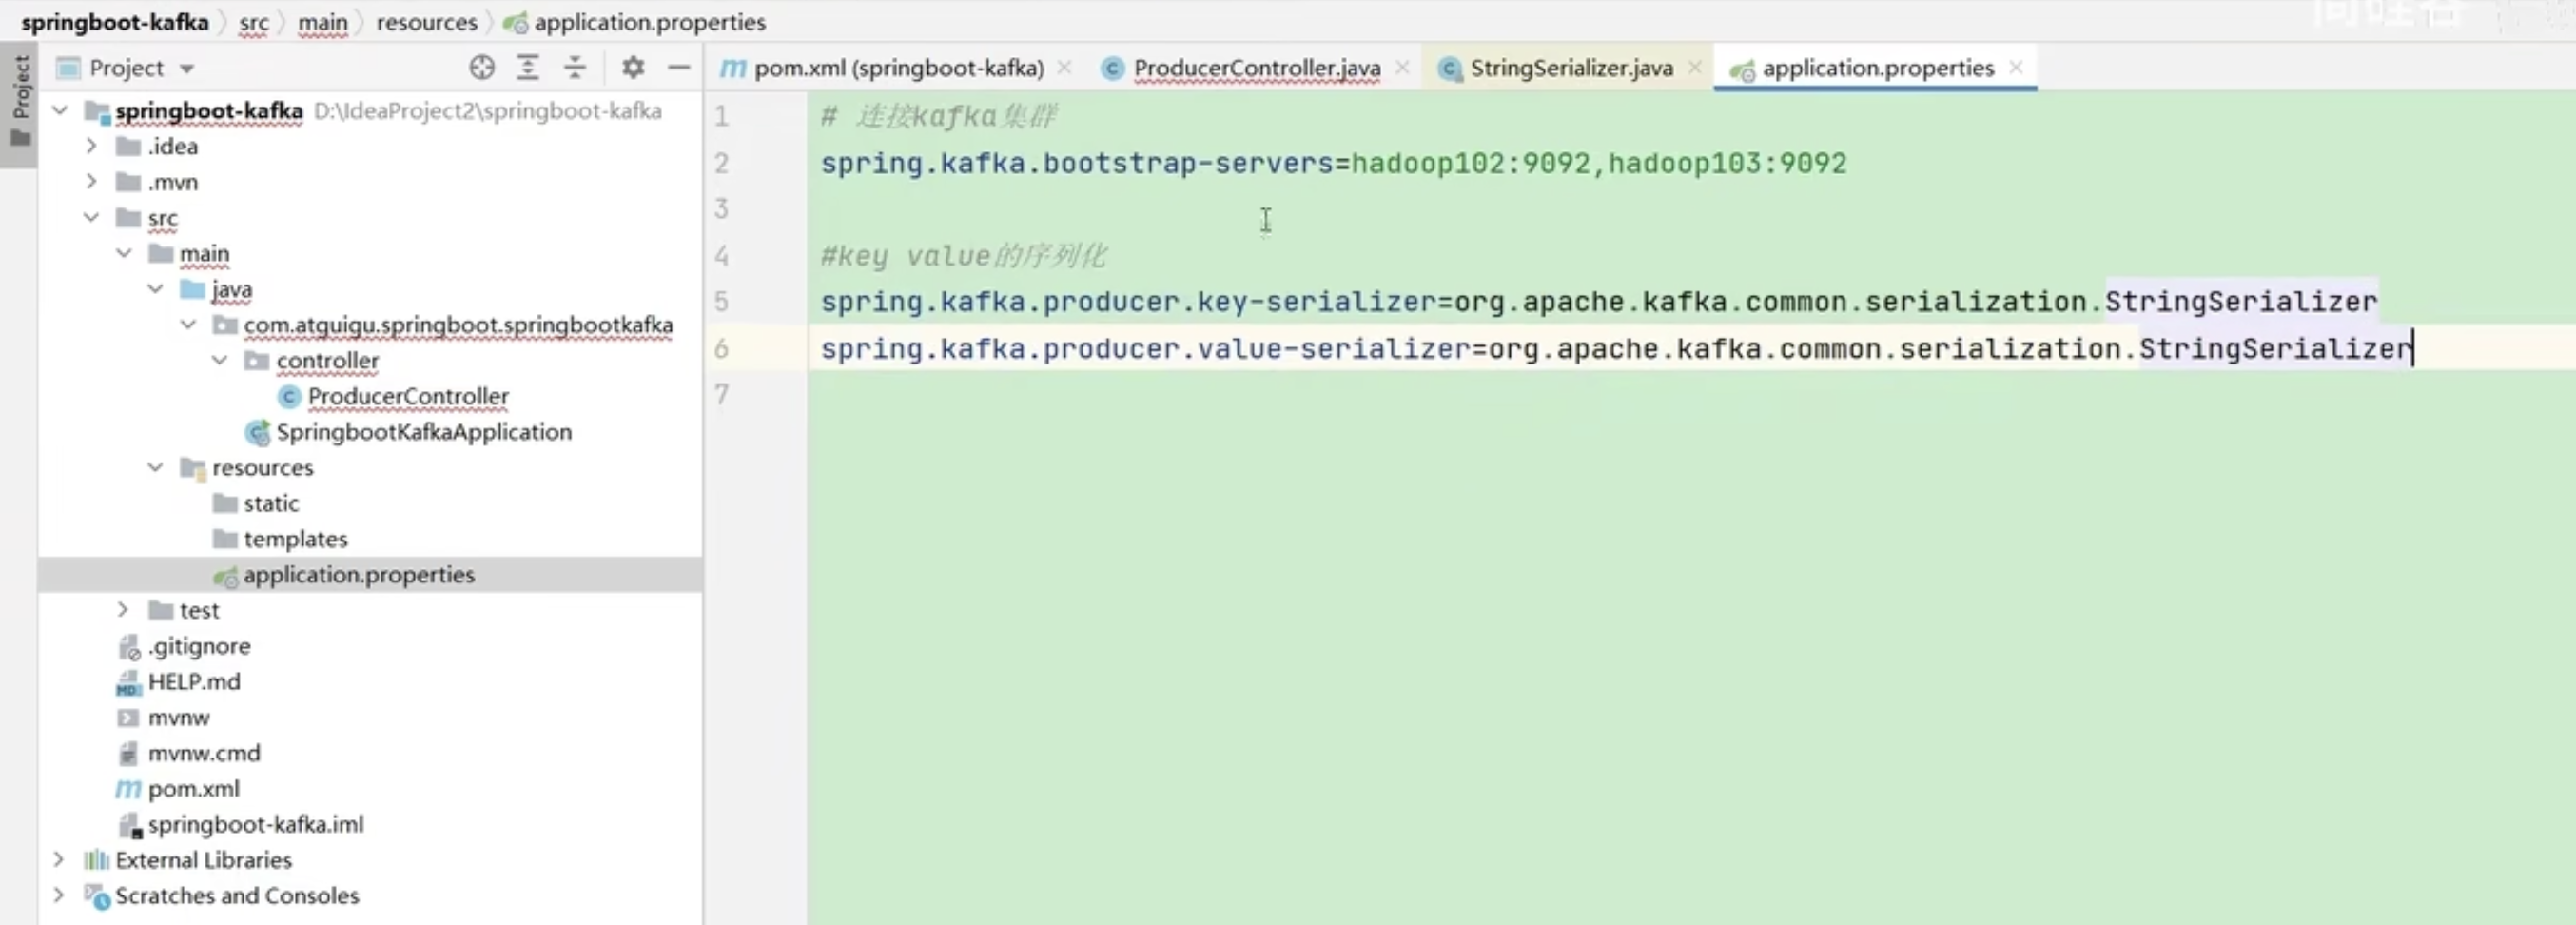 springboot-kafka src main resources application.properties
Project
Project
pom.xml (springboot-kafka) ProducerController.java StringSerializer.java application.properties
springboot-kafka D:\IdeaProject2\springboot-kafka
.idea
.mvn
src
main
java
com.atguigu.springboot.springbootkafka
controller
ProducerController
SpringbootKafkaApplication
resources
static
templates
application.properties
test
.gitignore
HELP.md
mvnw
mvnw.cmd
pom.xml
springboot-kafka.iml
External Libraries
Scratches and Consoles
1 # 连接kafka集群
2 spring.kafka.bootstrap-servers=hadoop102:9092,hadoop103:9092
3
4 #key value的序列化
5 spring.kafka.producer.key-serializer=org.apache.kafka.common.serialization.StringSerializer
6 spring.kafka.producer.value-serializer=org.apache.kafka.common.serialization.StringSerializer
7